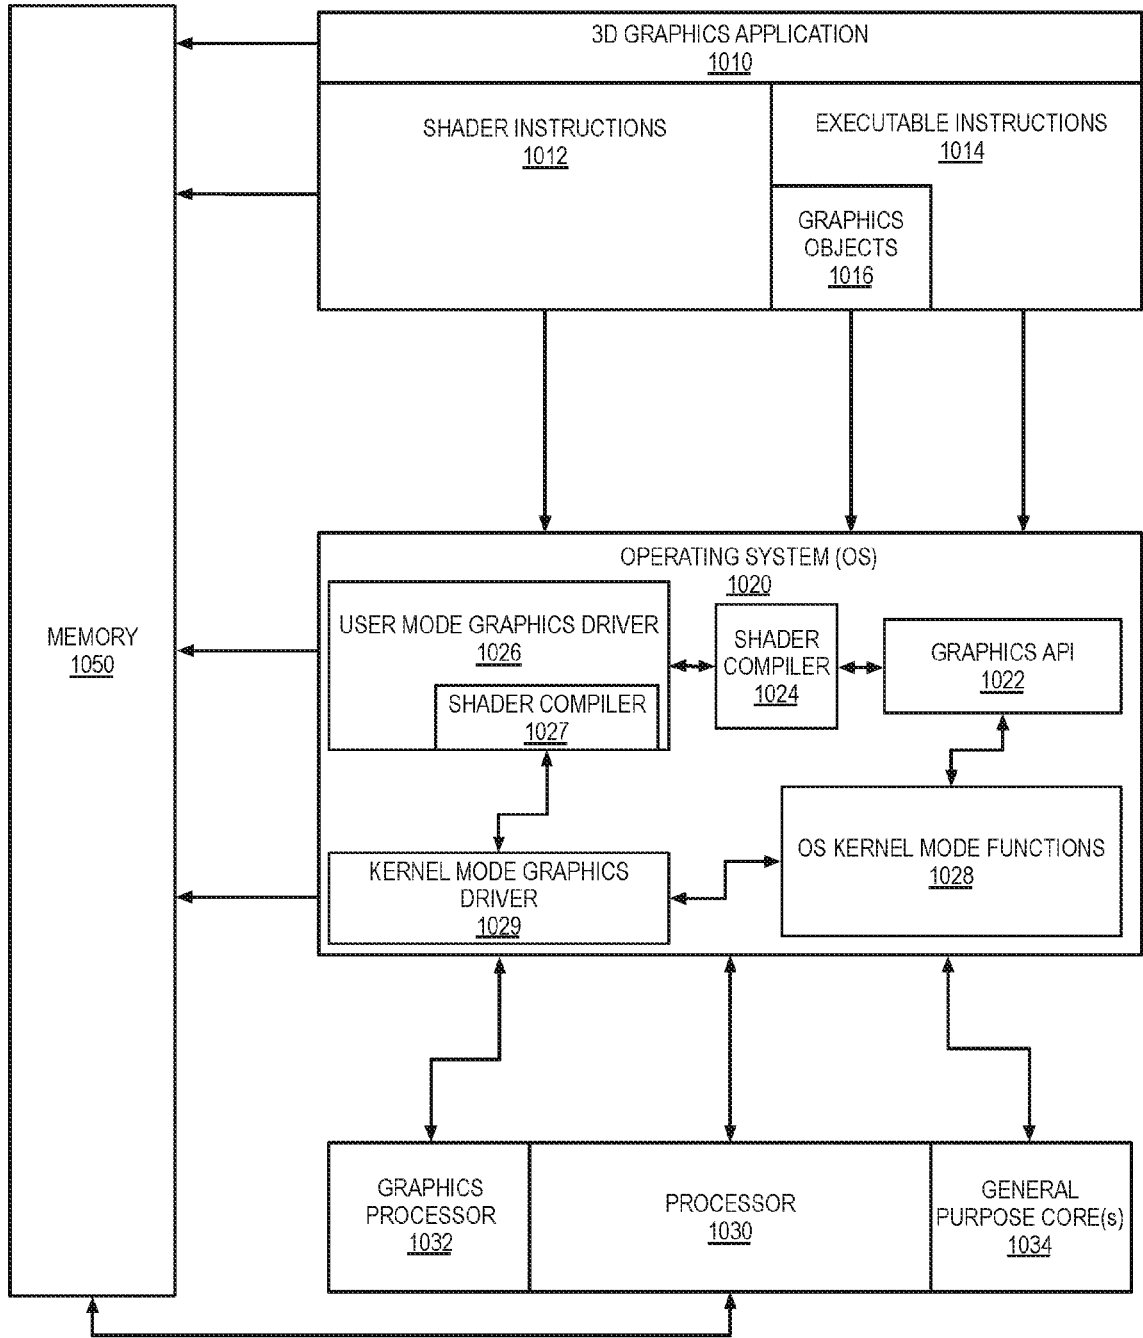 3D GRAPHICS APPLICATION
1010
SHADER INSTRUCTIONS
1012
EXECUTABLE INSTRUCTIONS
1014
GRAPHICS
OBJECTS
1016
MEMORY
1050
OPERATING SYSTEM (OS)
1020
USER MODE GRAPHICS DRIVER
1026
SHADER COMPILER
1027
SHADER
COMPILER
1024
GRAPHICS API
1022
KERNEL MODE GRAPHICS
DRIVER
1029
OS KERNEL MODE FUNCTIONS
1028
GRAPHICS
PROCESSOR
1032
PROCESSOR
1030
GENERAL
PURPOSE CORE(s)
1034